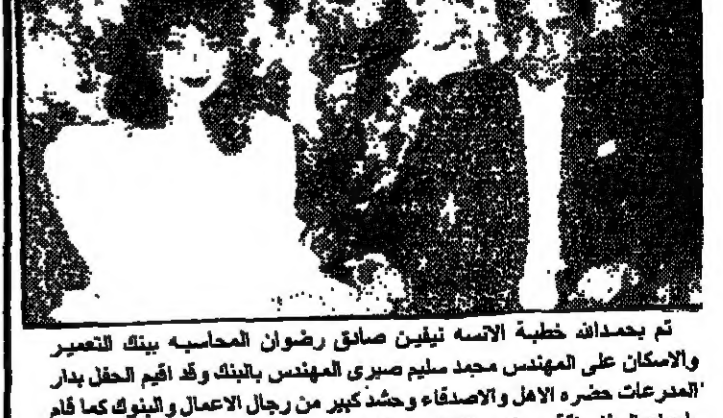 تم بحمدالله خطبة الانسه نيفين صادق رضوان المحاسبه ببنك التعمير
والاسكان على المهندس محمد سليم صبرى المهندس بالبنك وقد اقيم الحفل بدار
المدرعات حضره الاهل والاصدقاء وحشد كبير من رجال الاعمال والبنوك كما قام